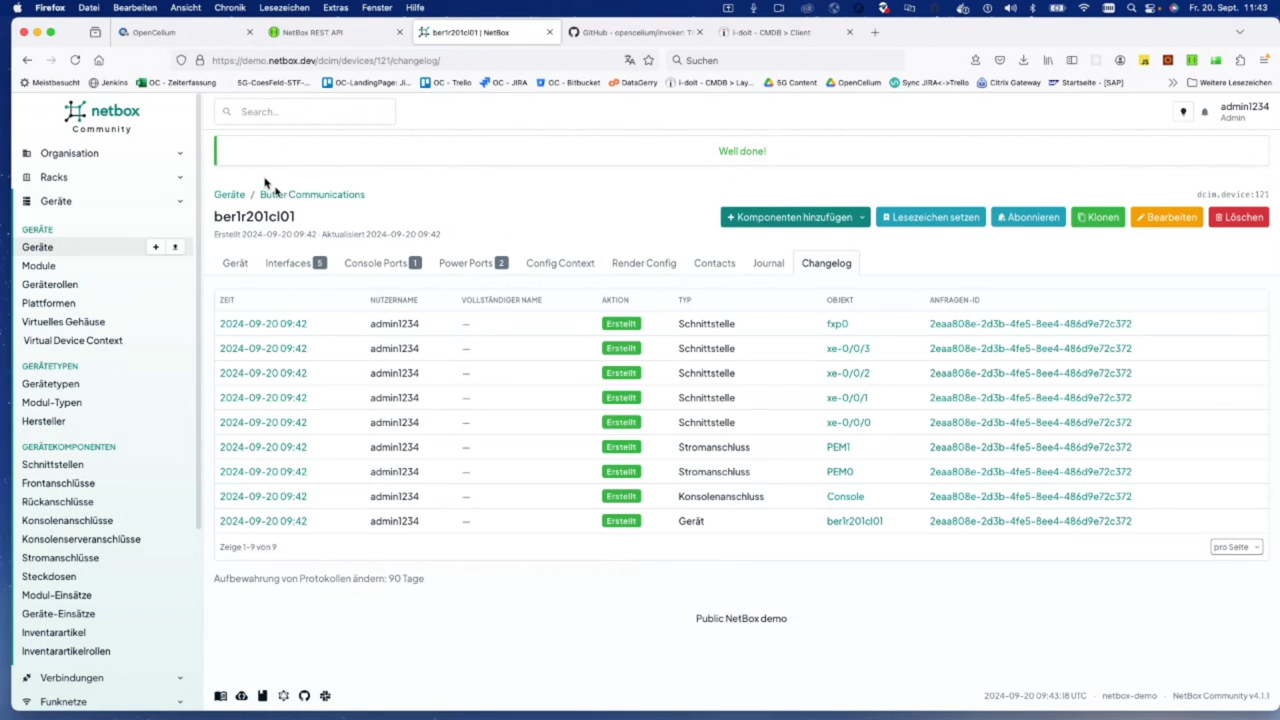 Firefox Datei Bearbeiten Ansicht Chronik Lesezeichen Extras Fenster Hilfe Fr. 20. Sept. 11:43
OpenCelium NetBox REST API ber1r201cl01 | NetBox GitHub - opencelium/invoker: T i-doit - CMDB > Client
https://demo.netbox.dev/dcim/devices/121/changelog/ Suchen
Meistbesucht Jenkins OC - Zeiterfassung 5G-CoesFeld-STF-... OC-LandingPage: Ji... OC - Trello OC - JIRA OC - Bitbucket DataGerry i-doit - CMDB > Lay... 5G Content OpenCelium Sync JIRA<->Trello Citrix Gateway Startseite - [SAP] Weitere Lesezeichen
netbox
Community
Search...
admin1234
Admin
Organisation
Racks
Geräte
GERÄTE
Geräte
Module
Geräterollen
Plattformen
Virtuelles Gehäuse
Virtual Device Context
GERÄTETYPEN
Gerätetypen
Modul-Typen
Hersteller
GERÄTEKOMPONENTEN
Schnittstellen
Frontanschlüsse
Rückanschlüsse
Konsolenanschlüsse
Konsolenserveranschlüsse
Stromanschlüsse
Steckdosen
Modul-Einsätze
Geräte-Einsätze
Inventarartikel
Inventarartikelrollen
Verbindungen
Funknetze
Well done!
Geräte / Butler Communications dcim.device:121
ber1r201cl01
Erstellt 2024-09-20 09:42 · Aktualisiert 2024-09-20 09:42
+ Komponenten hinzufügen Lesezeichen setzen Abonnieren Klonen Bearbeiten Löschen
Gerät Interfaces 5 Console Ports 1 Power Ports 2 Config Context Render Config Contacts Journal Changelog
ZEIT NUTZERNAME VOLLSTÄNDIGER NAME AKTION TYP OBJEKT ANFRAGEN-ID
2024-09-20 09:42 admin1234 — Erstellt Schnittstelle fxp0 2eaa808e-2d3b-4fe5-8ee4-486d9e72c372
2024-09-20 09:42 admin1234 — Erstellt Schnittstelle xe-0/0/3 2eaa808e-2d3b-4fe5-8ee4-486d9e72c372
2024-09-20 09:42 admin1234 — Erstellt Schnittstelle xe-0/0/2 2eaa808e-2d3b-4fe5-8ee4-486d9e72c372
2024-09-20 09:42 admin1234 — Erstellt Schnittstelle xe-0/0/1 2eaa808e-2d3b-4fe5-8ee4-486d9e72c372
2024-09-20 09:42 admin1234 — Erstellt Schnittstelle xe-0/0/0 2eaa808e-2d3b-4fe5-8ee4-486d9e72c372
2024-09-20 09:42 admin1234 — Erstellt Stromanschluss PEM1 2eaa808e-2d3b-4fe5-8ee4-486d9e72c372
2024-09-20 09:42 admin1234 — Erstellt Stromanschluss PEM0 2eaa808e-2d3b-4fe5-8ee4-486d9e72c372
2024-09-20 09:42 admin1234 — Erstellt Konsolenanschluss Console 2eaa808e-2d3b-4fe5-8ee4-486d9e72c372
2024-09-20 09:42 admin1234 — Erstellt Gerät ber1r201cl01 2eaa808e-2d3b-4fe5-8ee4-486d9e72c372
Zeige 1-9 von 9 pro Seite
Aufbewahrung von Protokollen ändern: 90 Tage
Public NetBox demo
2024-09-20 09:43:18 UTC · netbox-demo · NetBox Community v4.1.1